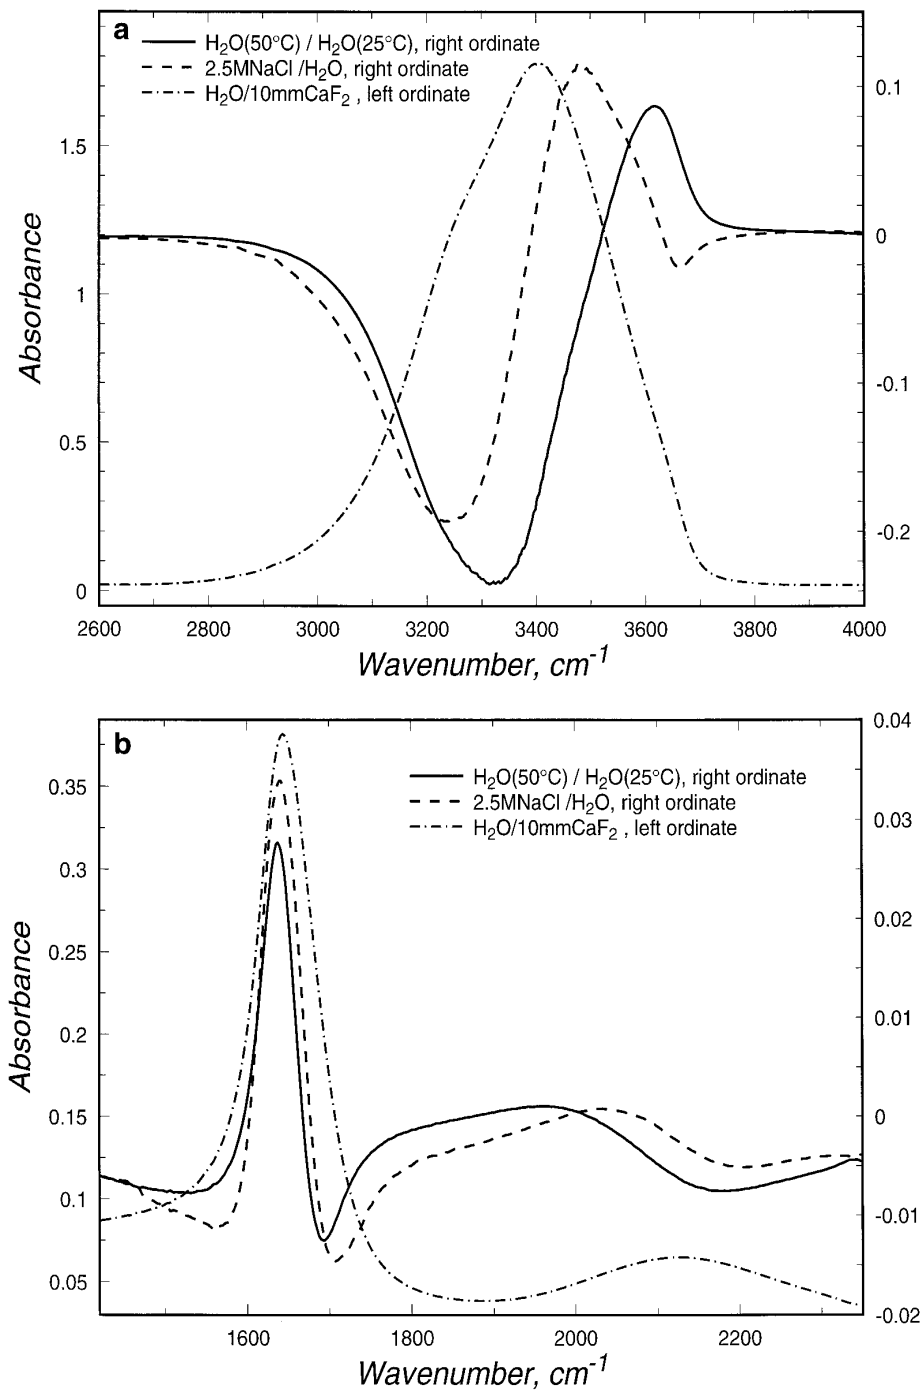 a
H₂O(50°C) / H₂O(25°C), right ordinate
2.5MNaCl /H₂O, right ordinate
H₂O/10mmCaF₂ , left ordinate
0.1
1.5
0
1
-0.1
0.5
-0.2
0
2600 2800 3000 3200 3400 3600 3800 4000
Absorbance
Wavenumber, cm⁻¹
b
H₂O(50°C) / H₂O(25°C), right ordinate
2.5MNaCl /H₂O, right ordinate
H₂O/10mmCaF₂ , left ordinate
0.04
0.35
0.03
0.3
0.02
0.25
0.2
0.01
0.15
0
0.1
-0.01
0.05
-0.02
1600 1800 2000 2200
Absorbance
Wavenumber, cm⁻¹